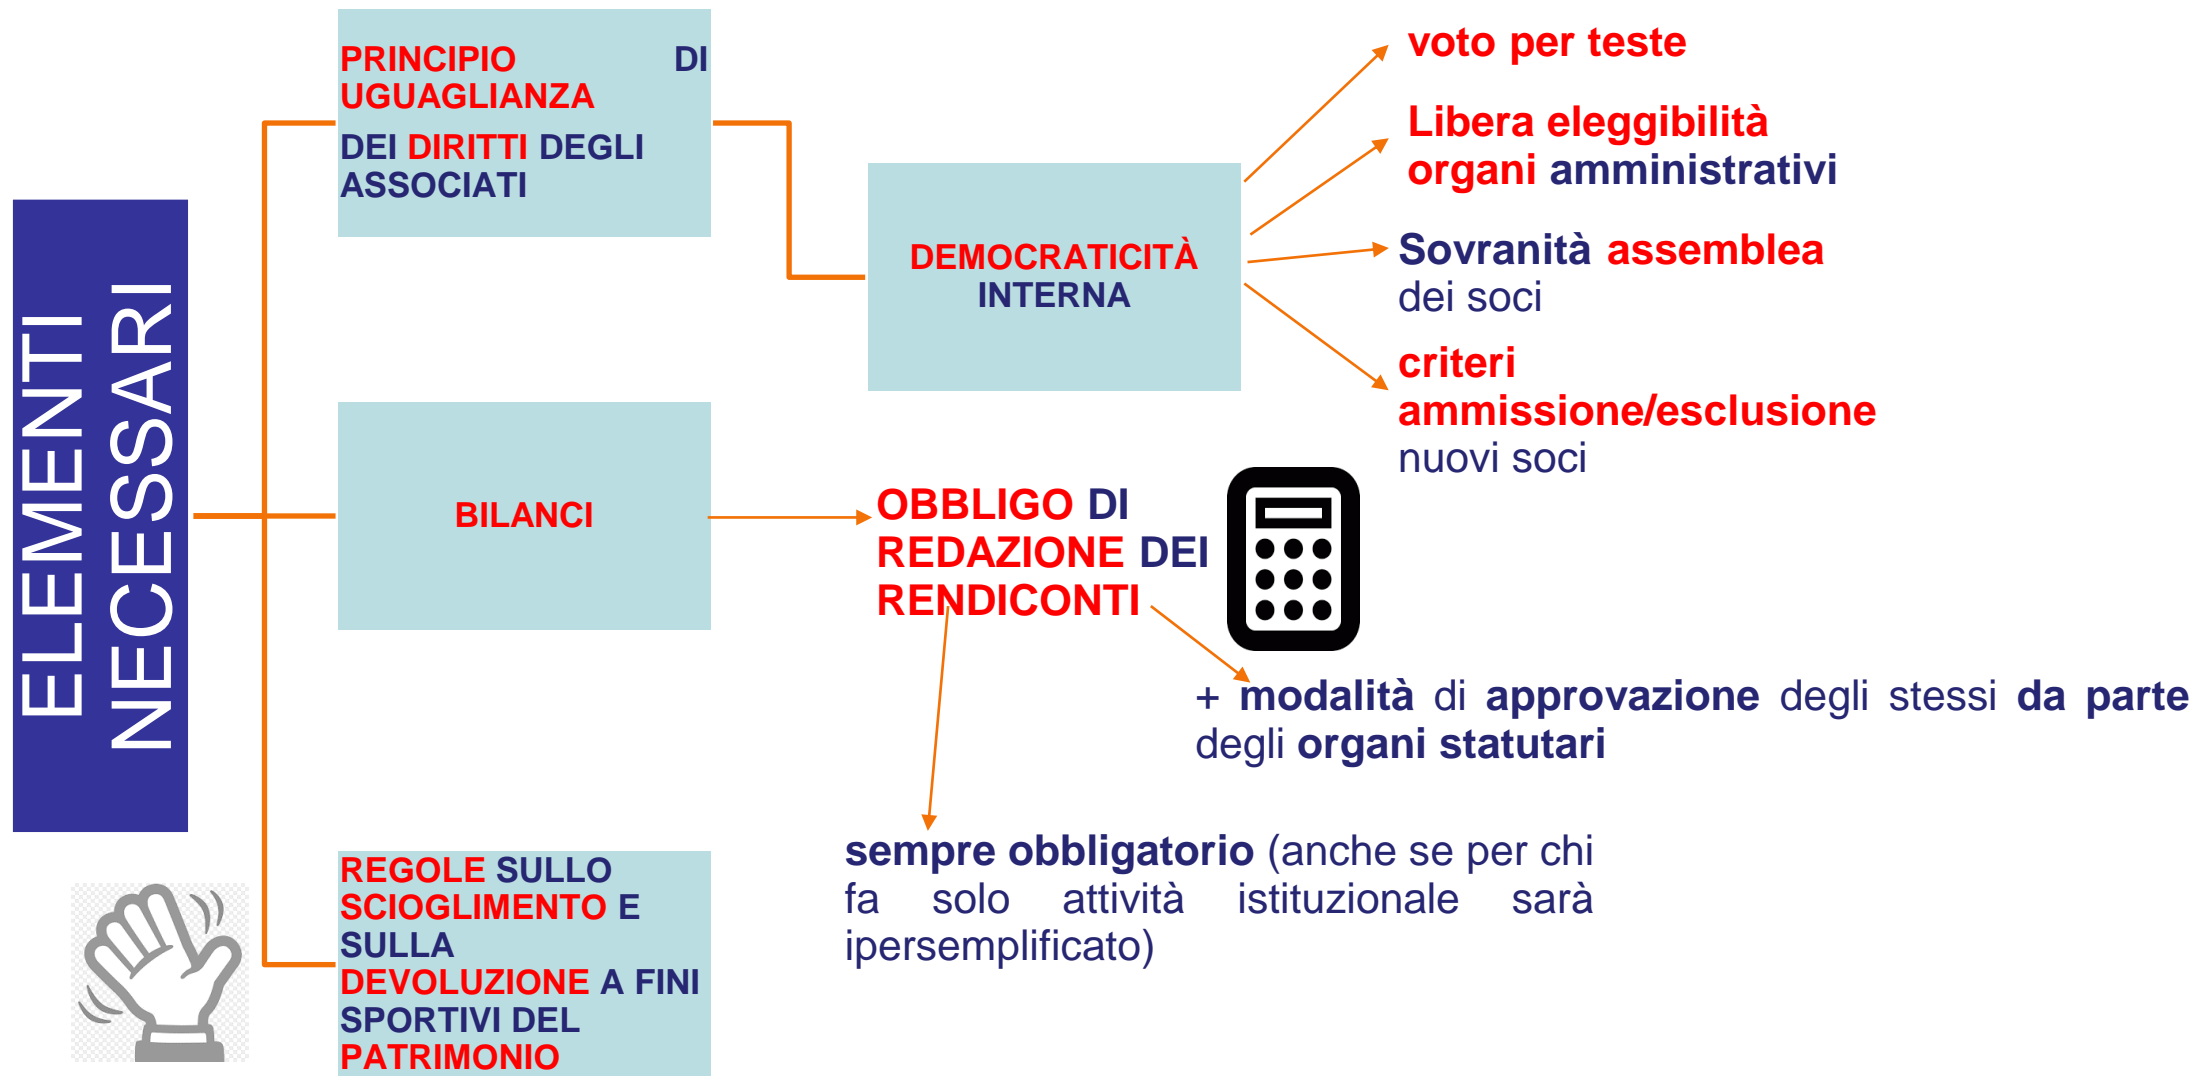 ELEMENTI
NECESSARI
PRINCIPIO DI
UGUAGLIANZA
DEI DIRITTI DEGLI
ASSOCIATI
DEMOCRATICITÀ
INTERNA
voto per teste
Libera eleggibilità
organi amministrativi
Sovranità assemblea
dei soci
criteri
ammissione/esclusione
nuovi soci
BILANCI
OBBLIGO DI
REDAZIONE DEI
RENDICONTI
+ modalità di approvazione degli stessi da parte
degli organi statutari
sempre obbligatorio (anche se per chi
fa solo attività istituzionale sarà
ipersemplificato)
REGOLE SULLO
SCIOGLIMENTO E
SULLA
DEVOLUZIONE A FINI
SPORTIVI DEL
PATRIMONIO